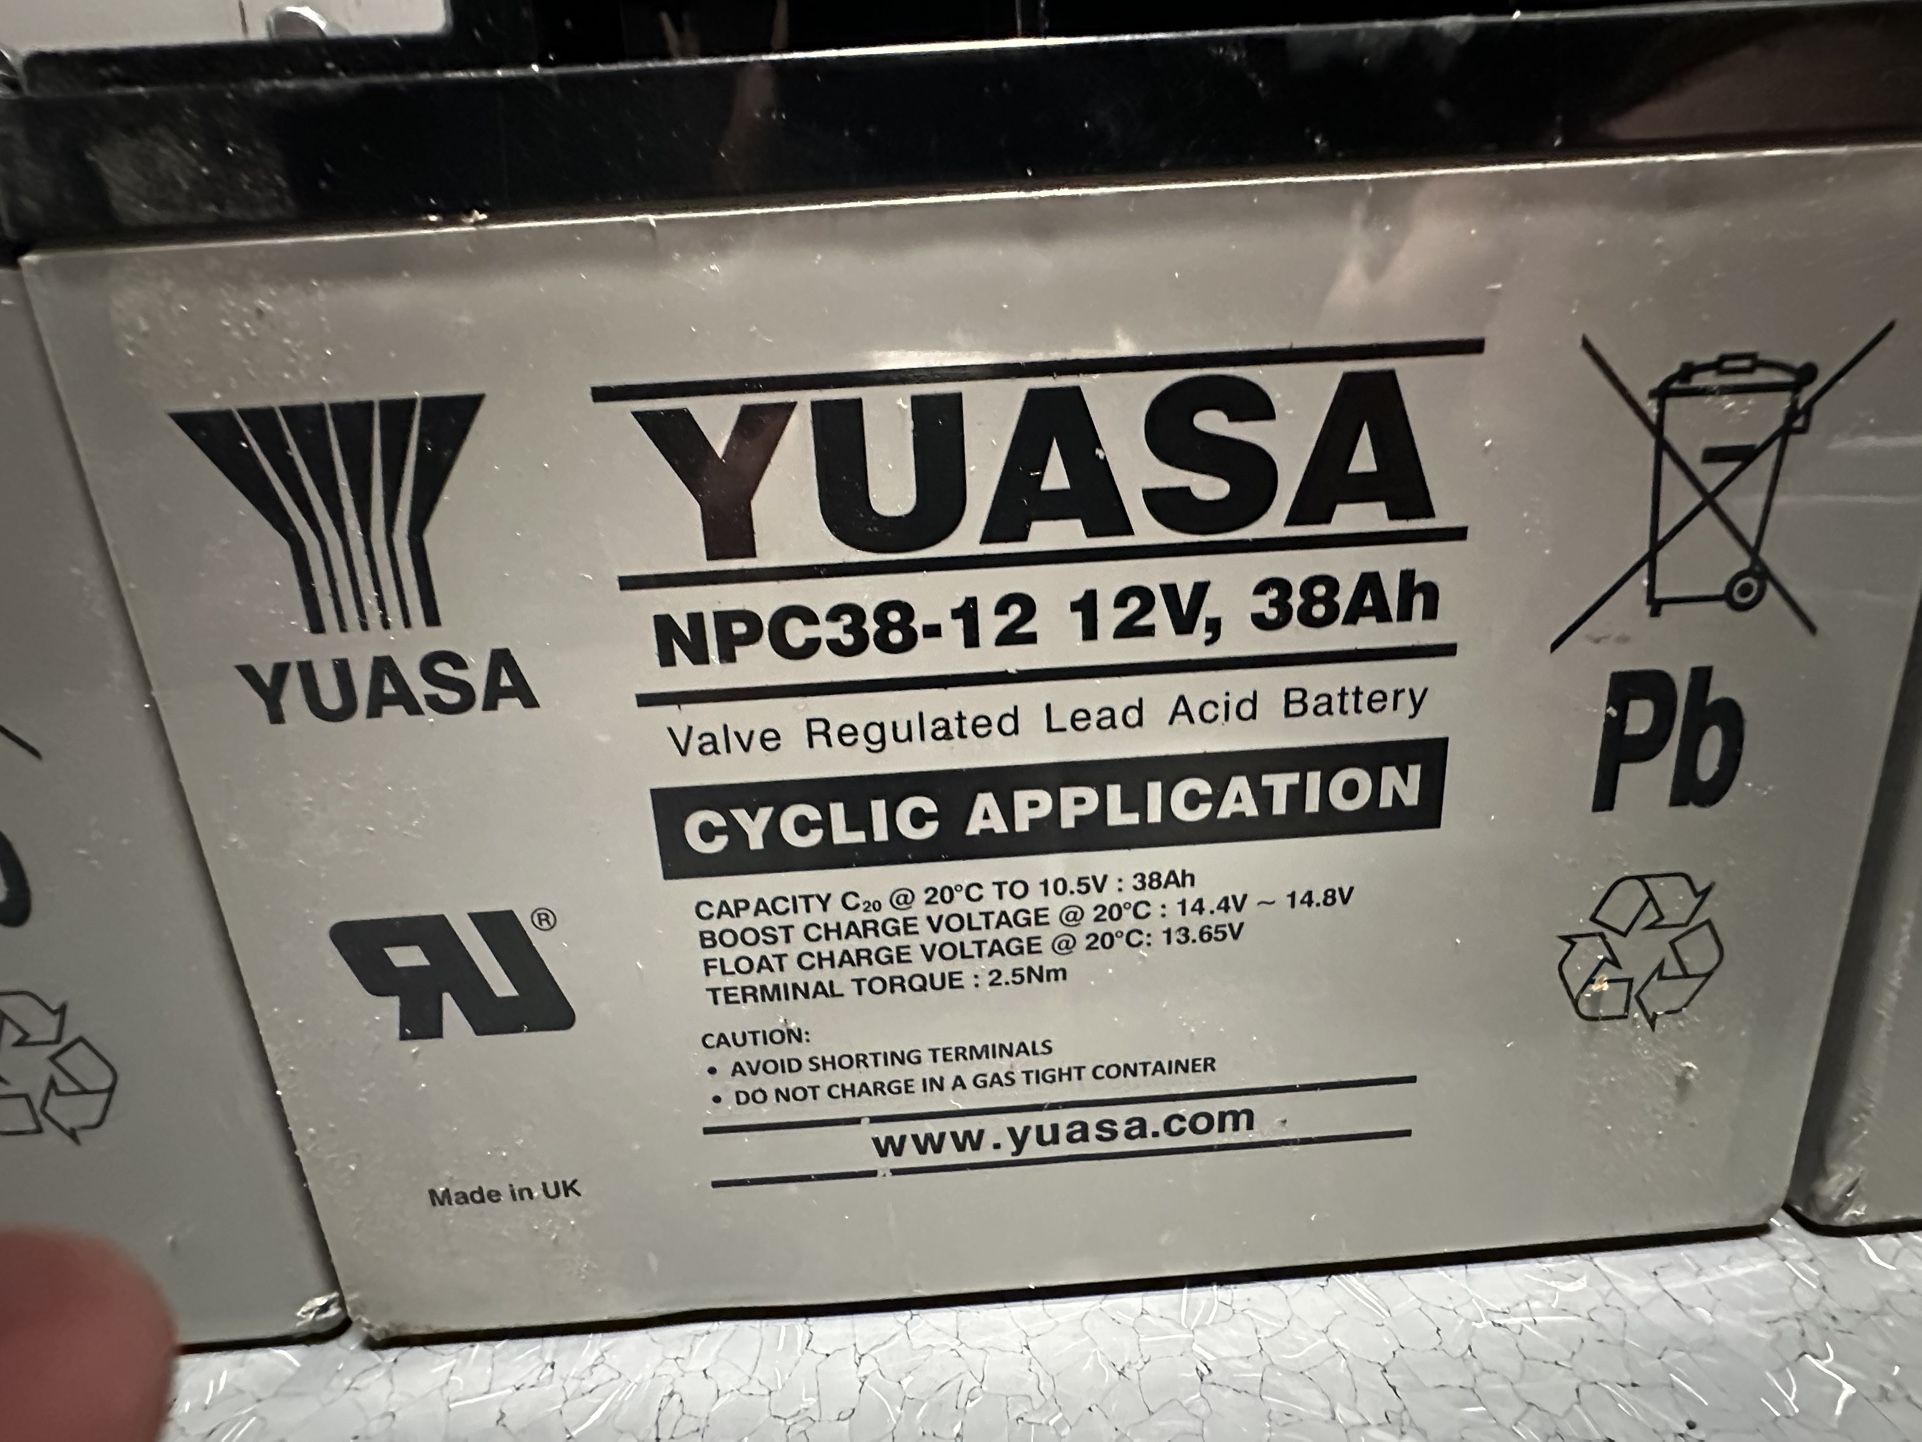 YUASA
YUASA
NPC38-12 12V, 38Ah
Valve Regulated Lead Acid Battery
CYCLIC APPLICATION
CAPACITY C₂₀ @ 20°C TO 10.5V : 38Ah
BOOST CHARGE VOLTAGE @ 20°C : 14.4V ~ 14.8V
FLOAT CHARGE VOLTAGE @ 20°C: 13.65V
TERMINAL TORQUE : 2.5Nm
CAUTION:
• AVOID SHORTING TERMINALS
• DO NOT CHARGE IN A GAS TIGHT CONTAINER
www.yuasa.com
Pb
RU®
Made in UK